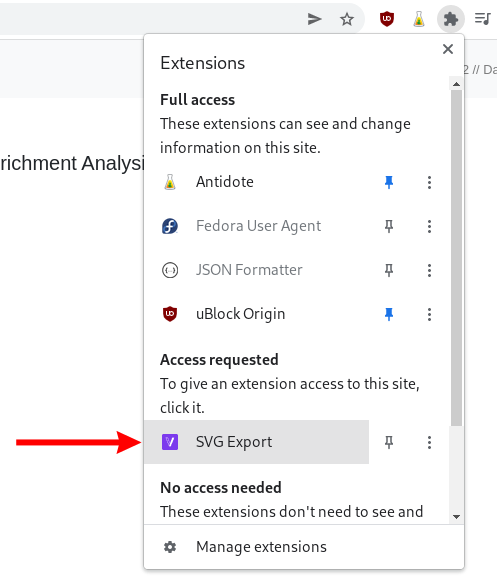 Extensions
2 // Da
Full access
These extensions can see and change
information on this site.
richment Analysi
Antidote
Fedora User Agent
JSON Formatter
uBlock Origin
Access requested
To give an extension access to this site,
click it.
SVG Export
No access needed
These extensions don't need to see and
Manage extensions